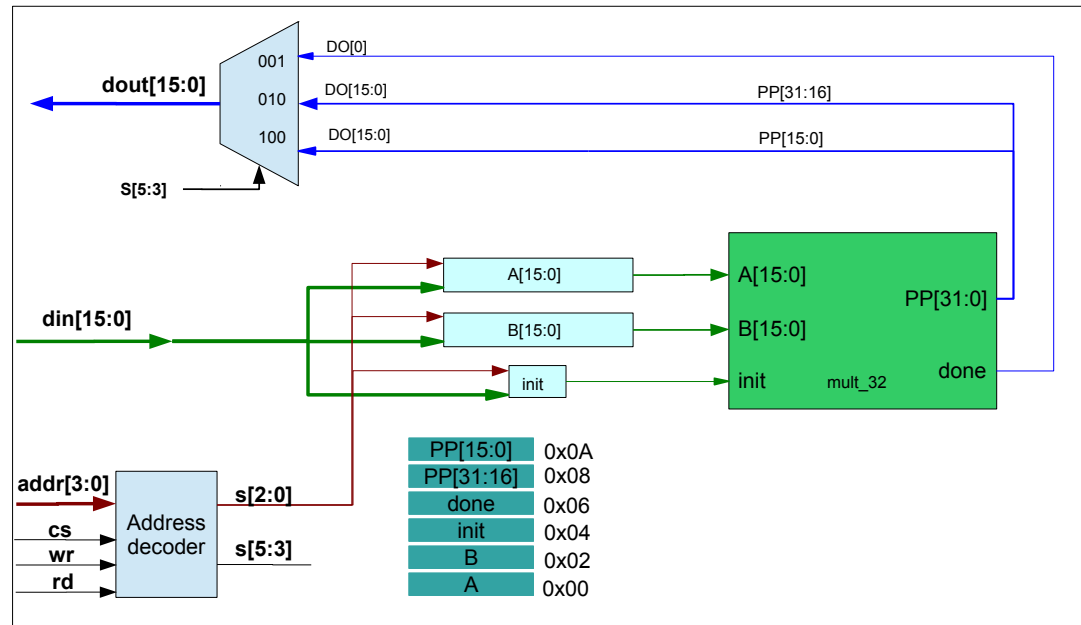 DO[0]
001
dout[15:0]
DO[15:0]
PP[31:16]
010
DO[15:0]
PP[15:0]
100
S[5:3]
A[15:0]
A[15:0]
PP[31:0]
din[15:0]
B[15:0]
B[15:0]
init
init
mult_32
done
PP[15:0] 0x0A
PP[31:16] 0x08
done 0x06
init 0x04
B 0x02
A 0x00
addr[3:0]
s[2:0]
cs
Address
decoder
wr
s[5:3]
rd